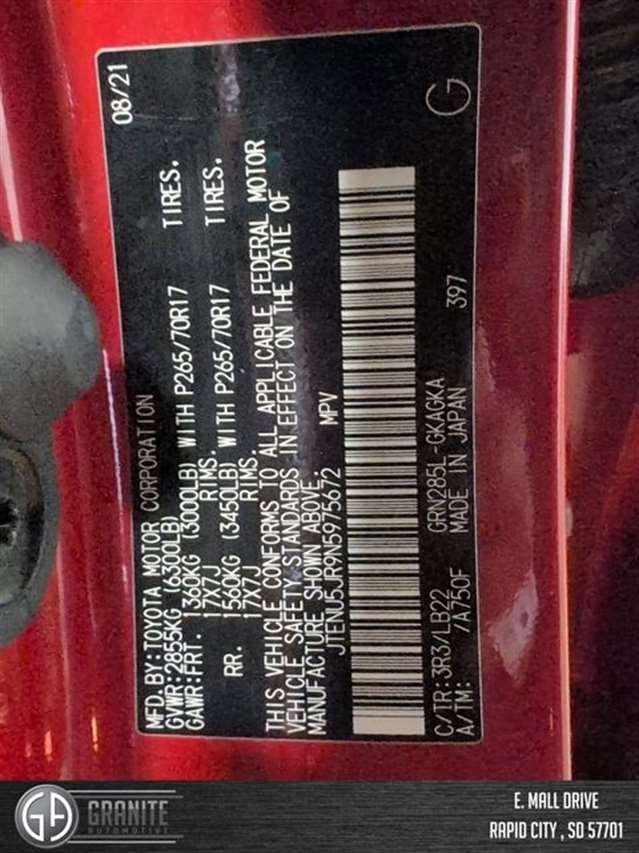 MFD. BY: TOYOTA MOTOR CORPORATION 08/21
GVWR: 2855KG (6300LB)
GAWR: FRT. 1360KG (3000LB) WITH P265/70R17 TIRES.
17X7J RIMS.
RR. 1560KG (3450LB) WITH P265/70R17 TIRES.
17X7J RIMS.
THIS VEHICLE CONFORMS TO ALL APPLICABLE FEDERAL MOTOR
VEHICLE SAFETY STANDARDS IN EFFECT ON THE DATE OF
MANUFACTURE SHOWN ABOVE.
JTENU5JR9N5975672 MPV
C/TR: 3R3/LB22 GRN285L-GKAGKA 397
A/TM: /A750F MADE IN JAPAN
G
GA GRANITE
AUTOMOTIVE
E. MALL DRIVE
RAPID CITY , SD 57701